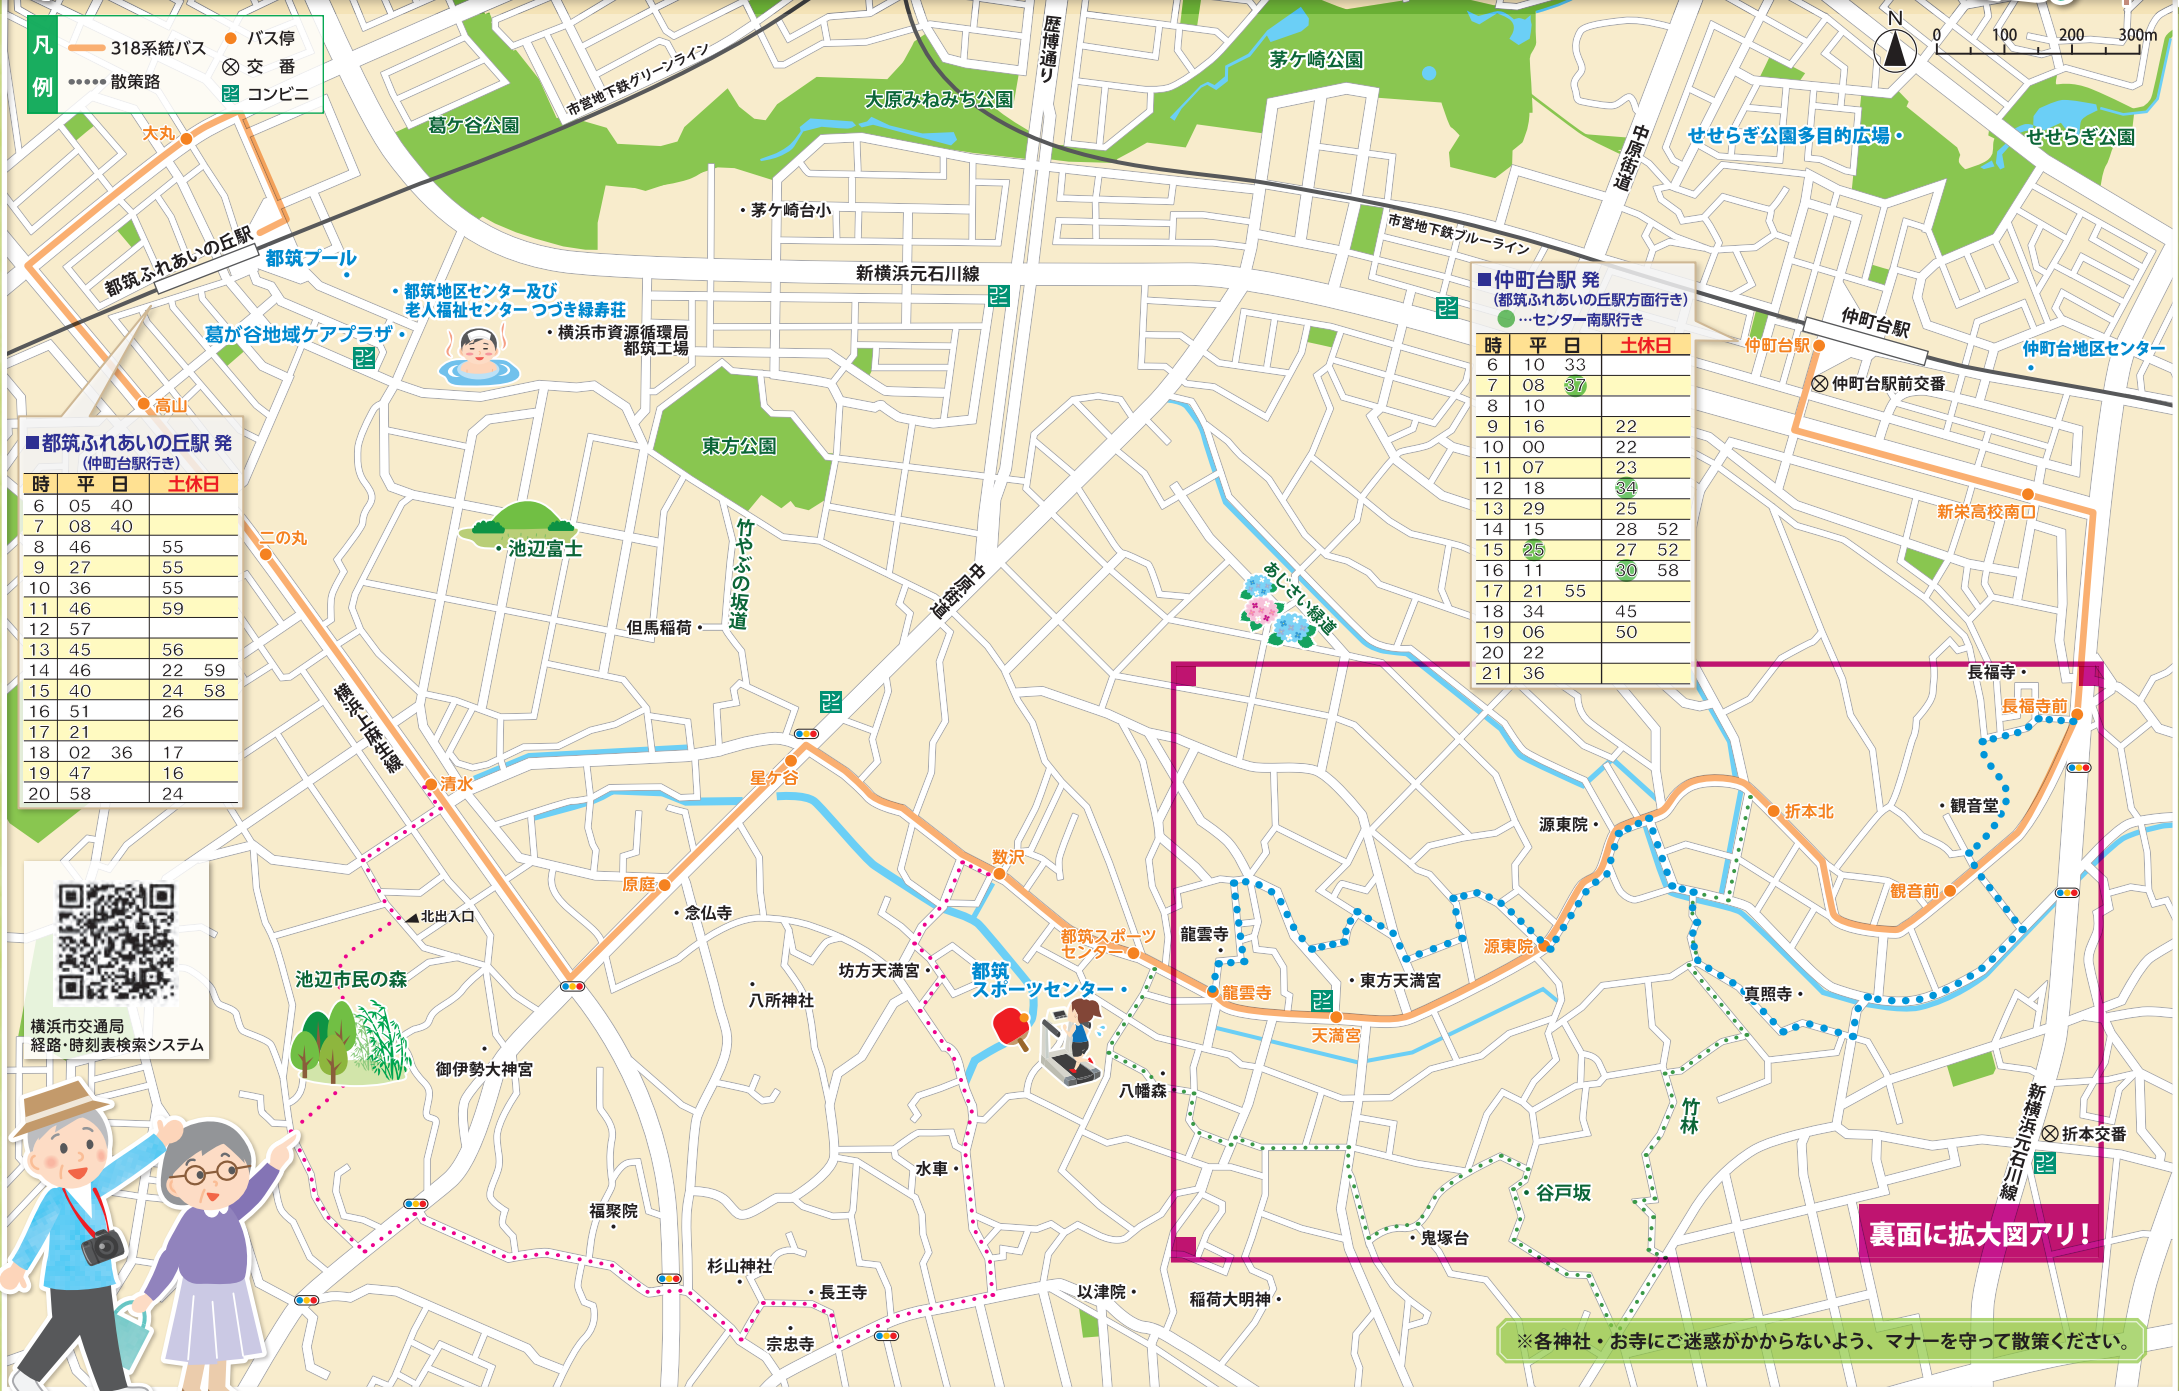 凡例
318系統バス
散策路
バス停
交　番
コンビニ
N
0　100　200　300m
歴博通り
茅ケ崎公園
大原みねみち公園
市営地下鉄グリーンライン
葛ケ谷公園
中原街道
せせらぎ公園多目的広場・
せせらぎ公園
大丸
・茅ケ崎台小
市営地下鉄ブルーライン
都筑ふれあいの丘駅
都筑プール
新横浜元石川線
コンビニ
コンビニ
・都筑地区センター及び
老人福祉センター つづき緑寿荘
葛が谷地域ケアプラザ・
コンビニ
・横浜市資源循環局
都筑工場
仲町台駅
仲町台駅
仲町台地区センター
仲町台駅前交番
■仲町台駅 発
(都筑ふれあいの丘駅方面行き)
…センター南駅行き
時　平　日　土休日
6　10　33
7　08　37
8　10
9　16　22
10　00　22
11　07　23
12　18　34
13　29　25
14　15　28　52
15　25　27　52
16　11　30　58
17　21　55
18　34　45
19　06　50
20　22
21　36
高山
■都筑ふれあいの丘駅 発
(仲町台駅行き)
時　平　日　土休日
6　05　40
7　08　40
8　46　55
9　27　55
10　36　55
11　46　59
12　57
13　45　56
14　46　22　59
15　40　24　58
16　51　26
17　21
18　02　36　17
19　47　16
20　58　24
東方公園
二の丸
・池辺富士
竹やぶの坂道
新栄高校南口
中原街道
あじさい緑道
但馬稲荷・
横浜上麻生線
コンビニ
長福寺・
長福寺前
清水
星ケ谷
源東院・
折本北
・観音堂
数沢
原庭
・念仏寺
観音前
北出入口
龍雲寺
都筑スポーツ
センター
源東院
坊方天満宮・
都筑
スポーツセンター・
池辺市民の森
八所神社
・東方天満宮
真照寺・
龍雲寺
コンビニ
天満宮
横浜市交通局
経路・時刻表検索システム
御伊勢大神宮
八幡森
竹林
新横浜元石川線
折本交番
コンビニ
水車・
・谷戸坂
福聚院
・鬼塚台
裏面に拡大図アリ!
杉山神社
・長王寺
以津院・
稲荷大明神・
宗忠寺
※各神社・お寺にご迷惑がかからないよう、マナーを守って散策ください。